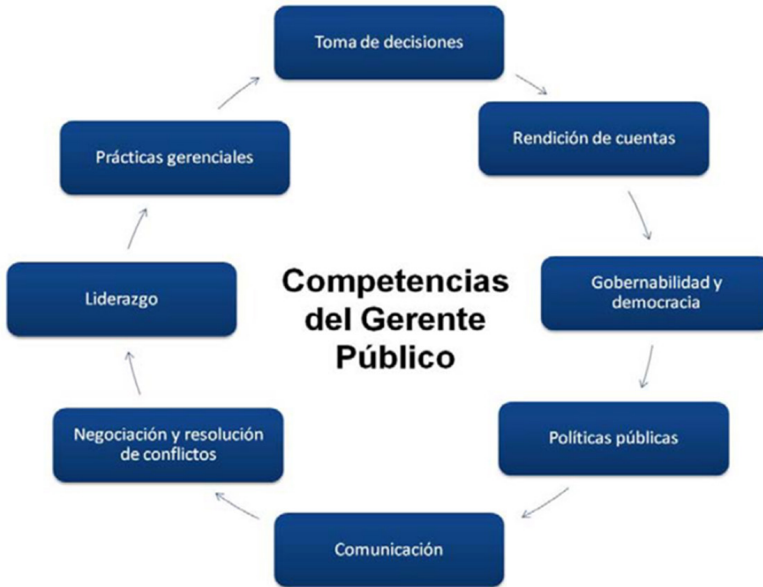 Toma de decisiones
Rendición de cuentas
Gobernabilidad y
democracia
Políticas públicas
Comunicación
Negociación y resolución
de conflictos
Liderazgo
Prácticas gerenciales
Competencias
del Gerente
Público